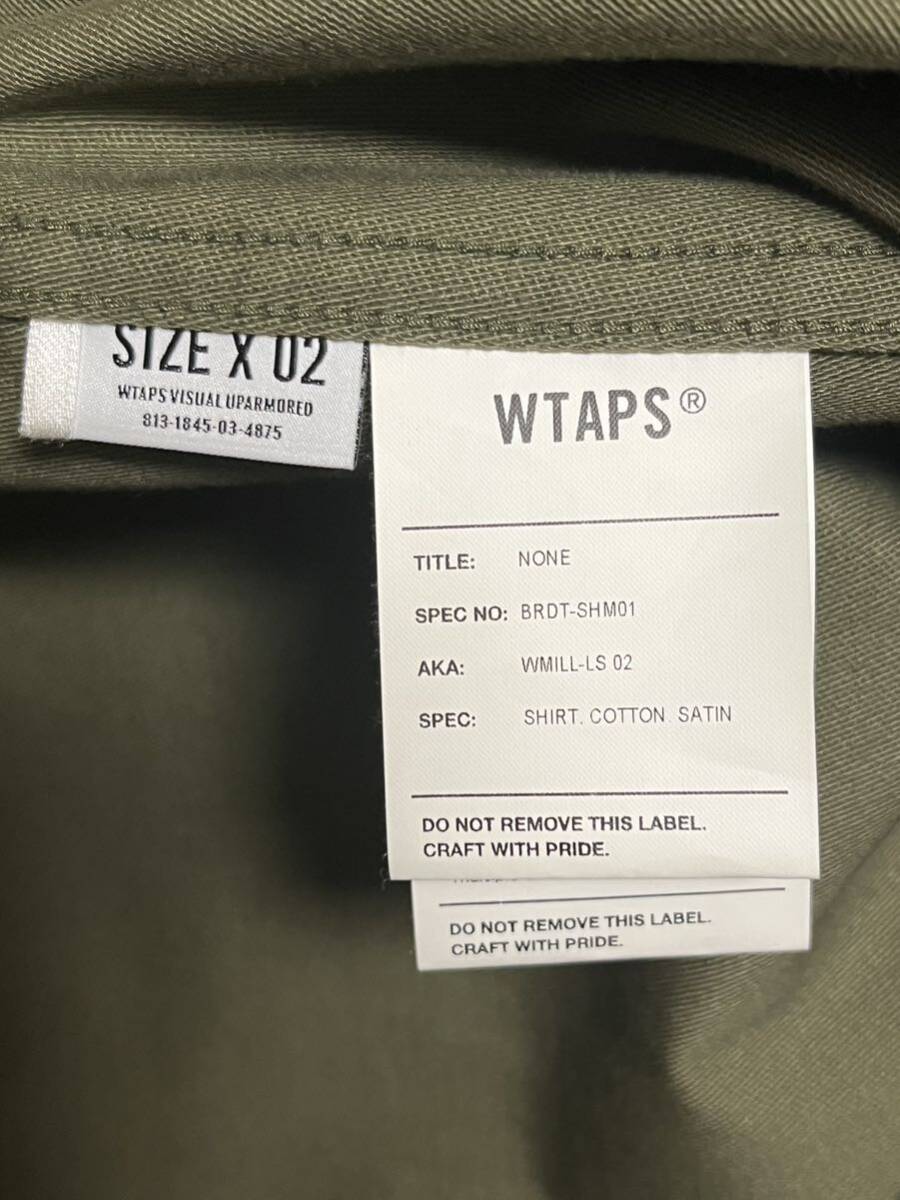 SIZE X 02
WTAPS VISUAL UPARMORED
813-1845-03-4875
WTAPS®
TITLE: NONE
SPEC NO: BRDT-SHM01
AKA: WMILL-LS 02
SPEC: SHIRT. COTTON. SATIN
DO NOT REMOVE THIS LABEL.
CRAFT WITH PRIDE.
DO NOT REMOVE THIS LABEL.
CRAFT WITH PRIDE.